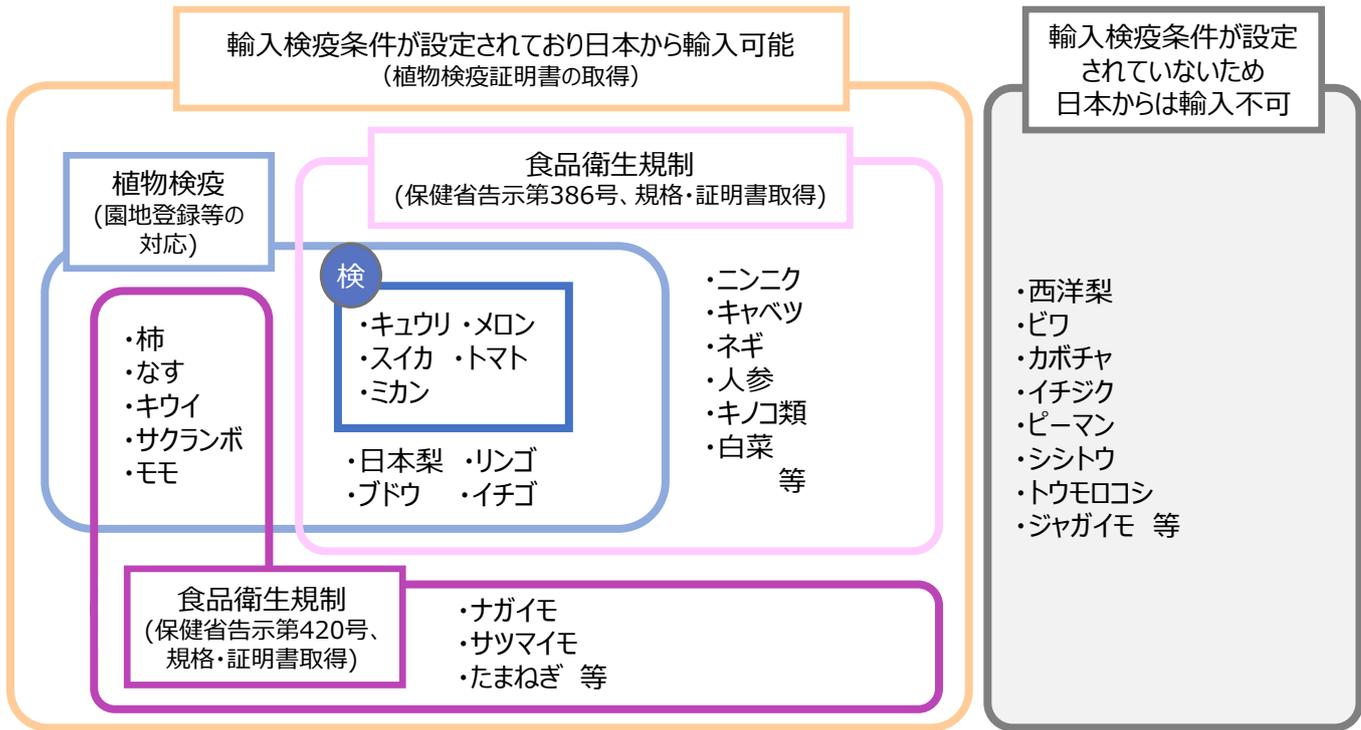 輸入検疫条件が設定されており日本から輸入可能
（植物検疫証明書の取得）
輸入検疫条件が設定
されていないため
日本からは輸入不可
植物検疫
(園地登録等の
対応)
食品衛生規制
(保健省告示第386号、規格・証明書取得)
検
・キュウリ ・メロン
・スイカ ・トマト
・ミカン
・日本梨 ・リンゴ
・ブドウ ・イチゴ
・柿
・なす
・キウイ
・サクランボ
・モモ
・ニンニク
・キャベツ
・ネギ
・人参
・キノコ類
・白菜
等
・西洋梨
・ビワ
・カボチャ
・イチジク
・ピーマン
・シシトウ
・トウモロコシ
・ジャガイモ 等
食品衛生規制
(保健省告示第420号、
規格・証明書取得)
・ナガイモ
・サツマイモ
・たまねぎ 等